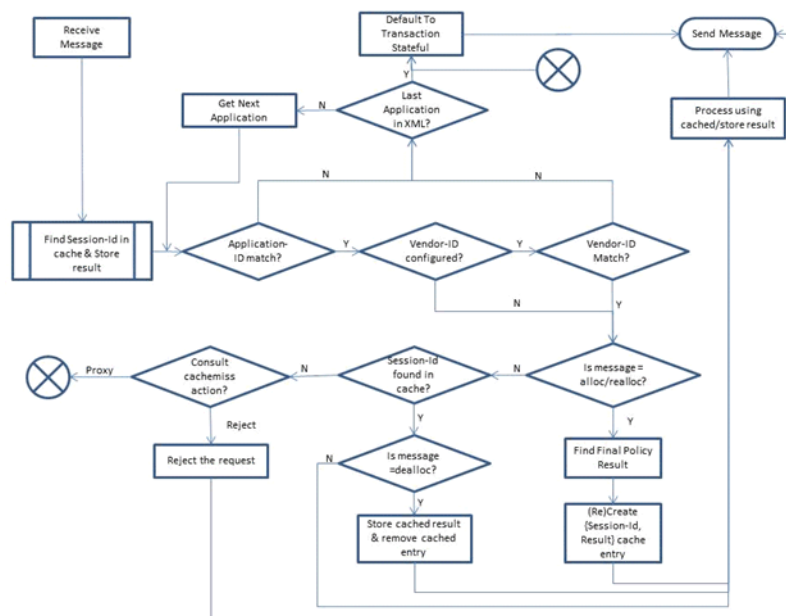 Receive
Message
Default To
Transaction
Stateful
Send Message
Y
Get Next
Application
N
Last
Application
in XML?
Process using
cached/store result
N
N
Find Session-Id in
cache & Store
result
Application-
ID match?
Y
Vendor-ID
configured?
Y
Vendor-ID
Match?
N
Y
Proxy
Consult
cachemiss
action?
N
Session-Id
found in
cache?
N
Is message =
alloc/realloc?
Reject
Y
Y
Reject the request
N
Is message
=dealloc?
Find Final Policy
Result
Y
Store cached result
& remove cached
entry
(Re)Create
{Session-Id,
Result} cache
entry